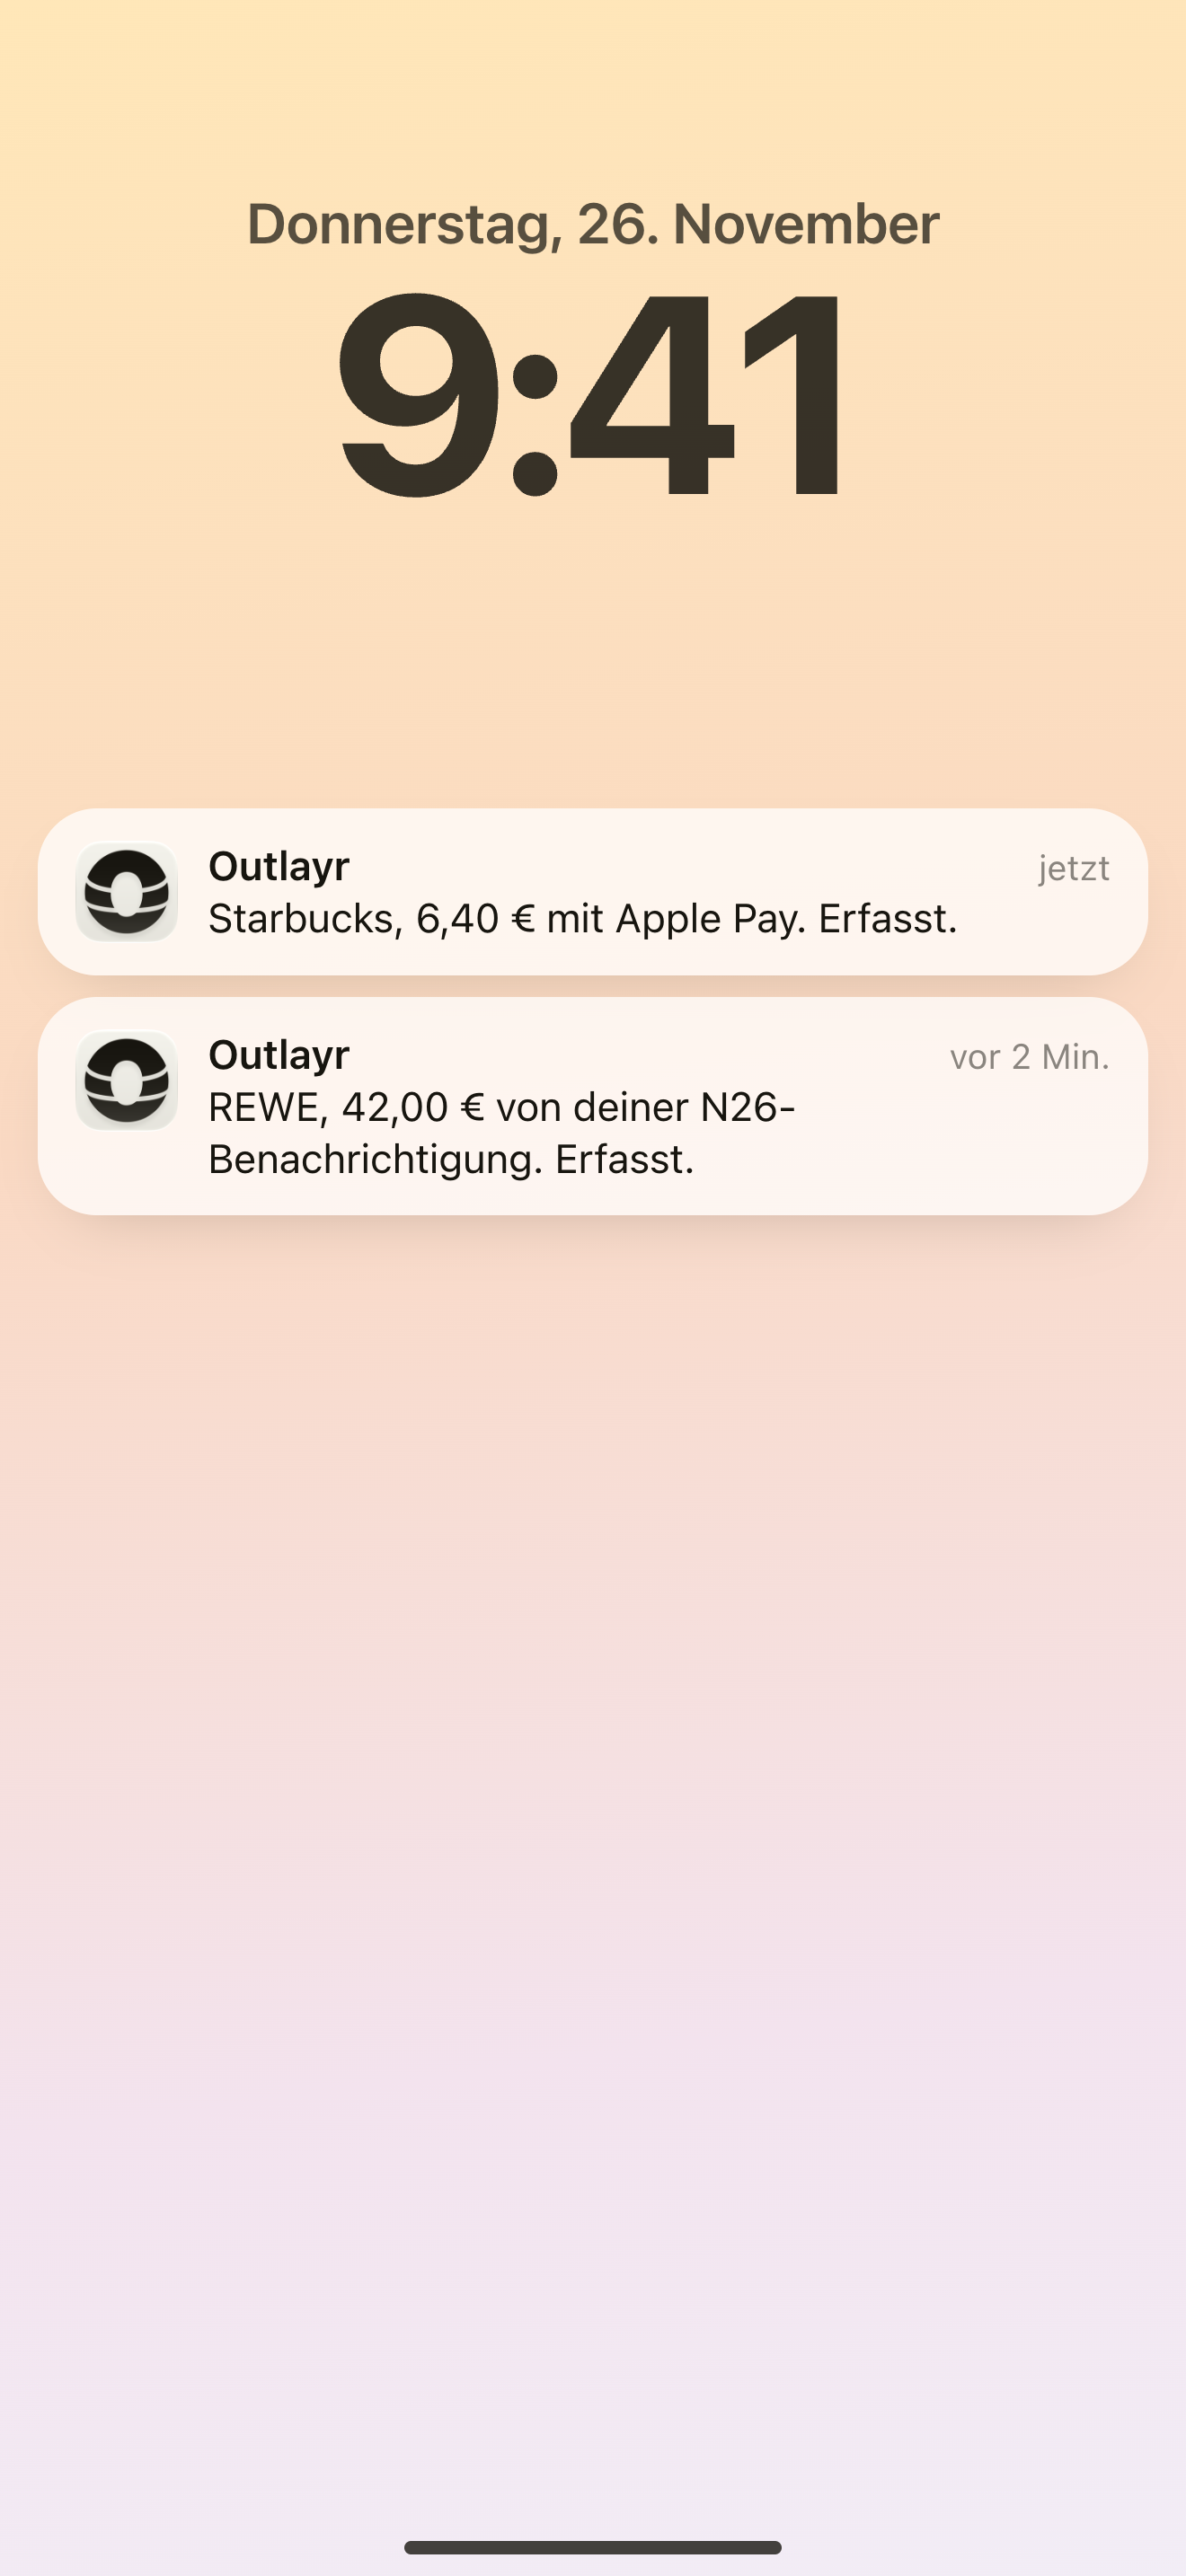 Donnerstag, 26. November
9:41
Outlayr
jetzt
Starbucks, 6,40 € mit Apple Pay. Erfasst.
Outlayr
vor 2 Min.
REWE, 42,00 € von deiner N26-
Benachrichtigung. Erfasst.